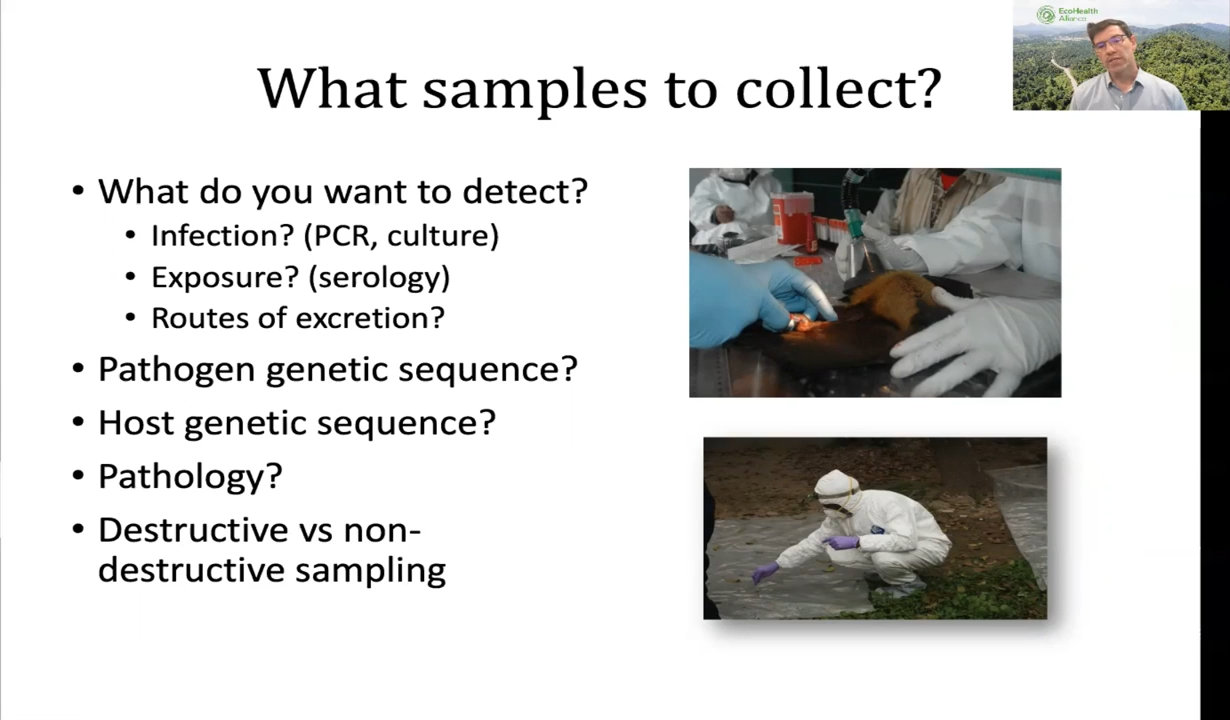 EcoHealth
Alliance
What samples to collect?
• What do you want to detect?
• Infection? (PCR, culture)
• Exposure? (serology)
• Routes of excretion?
• Pathogen genetic sequence?
• Host genetic sequence?
• Pathology?
• Destructive vs non-
destructive sampling